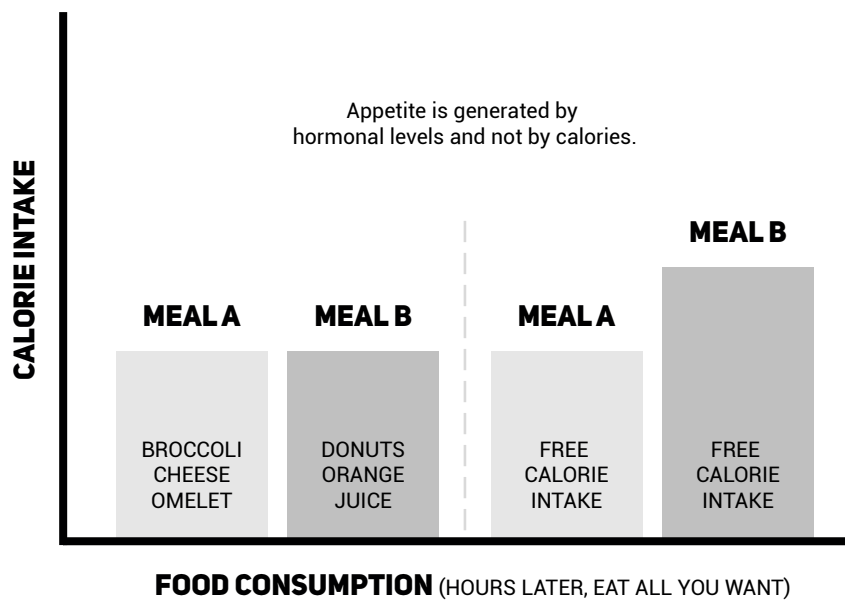 Appetite is generated by
hormonal levels and not by calories.
CALORIE INTAKE
MEAL A
MEAL B
MEAL A
MEAL B
BROCCOLI
CHEESE
OMELET
DONUTS
ORANGE
JUICE
FREE
CALORIE
INTAKE
FREE
CALORIE
INTAKE
FOOD CONSUMPTION (HOURS LATER, EAT ALL YOU WANT)